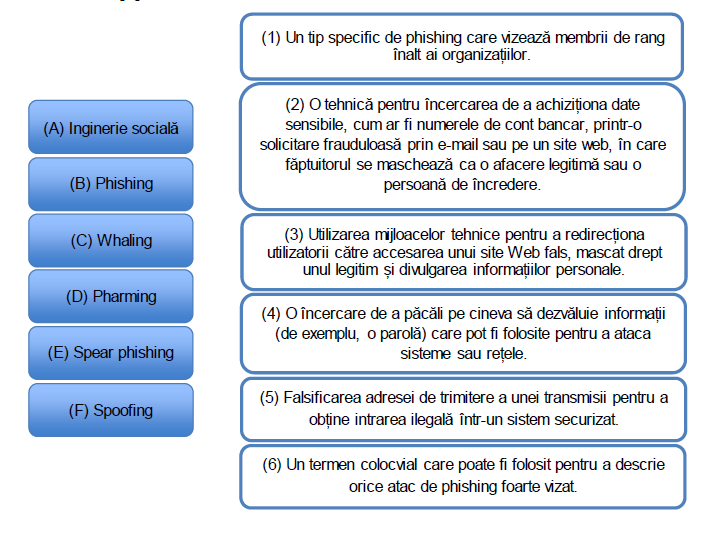 (A) Inginerie socială
(B) Phishing
(C) Whaling
(D) Pharming
(E) Spear phishing
(F) Spoofing
(1) Un tip specific de phishing care vizează membrii de rang
înalt ai organizațiilor.
(2) O tehnică pentru încercarea de a achiziționa date
sensibile, cum ar fi numerele de cont bancar, printr-o
solicitare frauduloasă prin e-mail sau pe un site web, în care
făptuitorul se maschează ca o afacere legitimă sau o
persoană de încredere.
(3) Utilizarea mijloacelor tehnice pentru a redirecționa
utilizatorii către accesarea unui site Web fals, mascat drept
unul legitim și divulgarea informațiilor personale.
(4) O încercare de a păcăli pe cineva să dezvăluie informații
(de exemplu, o parolă) care pot fi folosite pentru a ataca
sisteme sau rețele.
(5) Falsificarea adresei de trimitere a unei transmisii pentru a
obține intrarea ilegală într-un sistem securizat.
(6) Un termen colocvial care poate fi folosit pentru a descrie
orice atac de phishing foarte vizat.